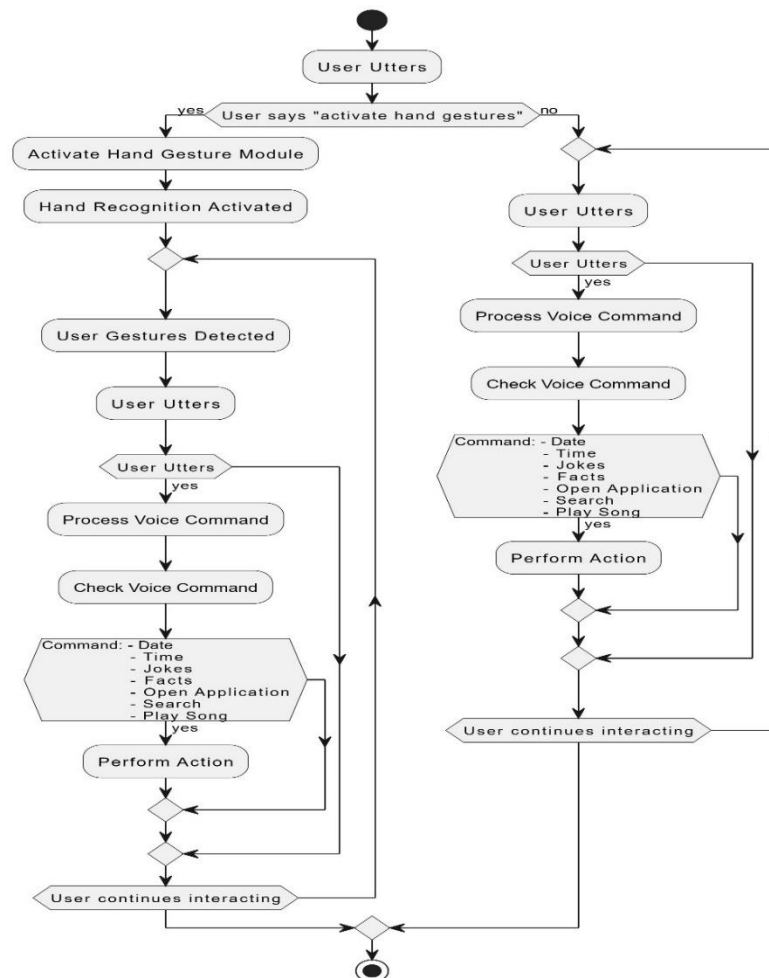 User Utters
User says "activate hand gestures"
yes
no
Activate Hand Gesture Module
Hand Recognition Activated
User Gestures Detected
User Utters
User Utters
yes
Process Voice Command
Check Voice Command
Command: - Date
- Time
- Jokes
- Facts
- Open Application
- Search
- Play Song
yes
Perform Action
User continues interacting
User Utters
User Utters
yes
Process Voice Command
Check Voice Command
Command: - Date
- Time
- Jokes
- Facts
- Open Application
- Search
- Play Song
yes
Perform Action
User continues interacting